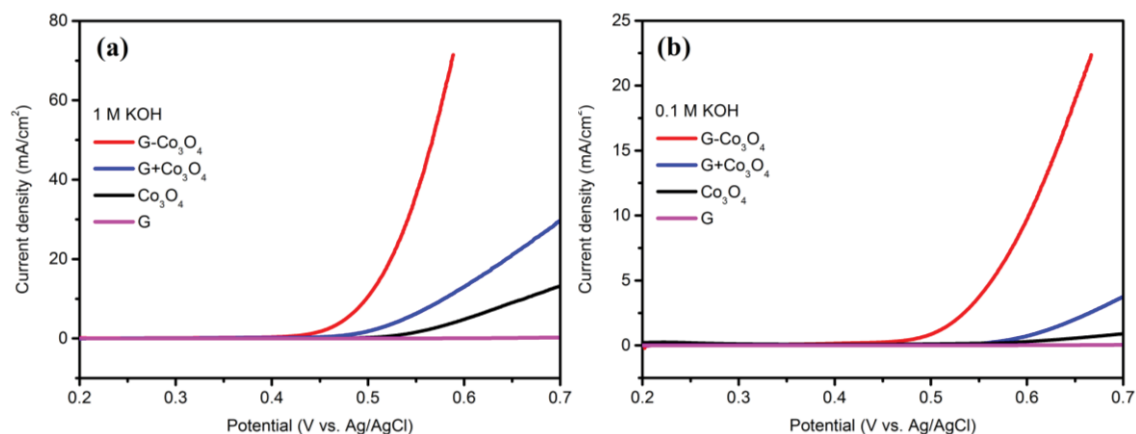 (a)
1 M KOH
G-Co₃O₄
G+Co₃O₄
Co₃O₄
G
80
60
40
20
0
Current density (mA/cm²)
0.2 0.3 0.4 0.5 0.6 0.7
Potential (V vs. Ag/AgCl)
(b)
0.1 M KOH
G-Co₃O₄
G+Co₃O₄
Co₃O₄
G
25
20
15
10
5
0
Current density (mA/cm²)
0.2 0.3 0.4 0.5 0.6 0.7
Potential (V vs. Ag/AgCl)